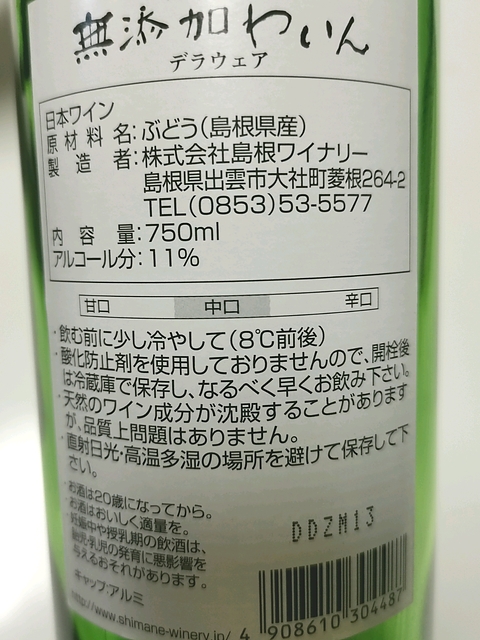 無添加わいん
デラウェア
日本ワイン
原材料名:ぶどう(島根県産)
製造者:株式会社島根ワイナリー
島根県出雲市大社町菱根264-2
TEL(0853)53-5577
内容量:750ml
アルコール分:11%
甘口 中口 辛口
・飲む前に少し冷やして(8℃前後)
・酸化防止剤を使用しておりませんので、開栓後
は冷蔵庫で保存し、なるべく早くお飲み下さい。
・天然のワイン成分が沈殿することがあります
が、品質上問題はありません。
・直射日光・高温多湿の場所を避けて保存して下
さい。
・お酒は20歳になってから。
・お酒はおいしく適量を。
・妊娠中や授乳期の飲酒は、
胎児・乳児の発育に悪影響を
与えるおそれがあります。
キャップ:アルミ
http://www.shimane-winery.jp/
DDZM13
4 908610 304487